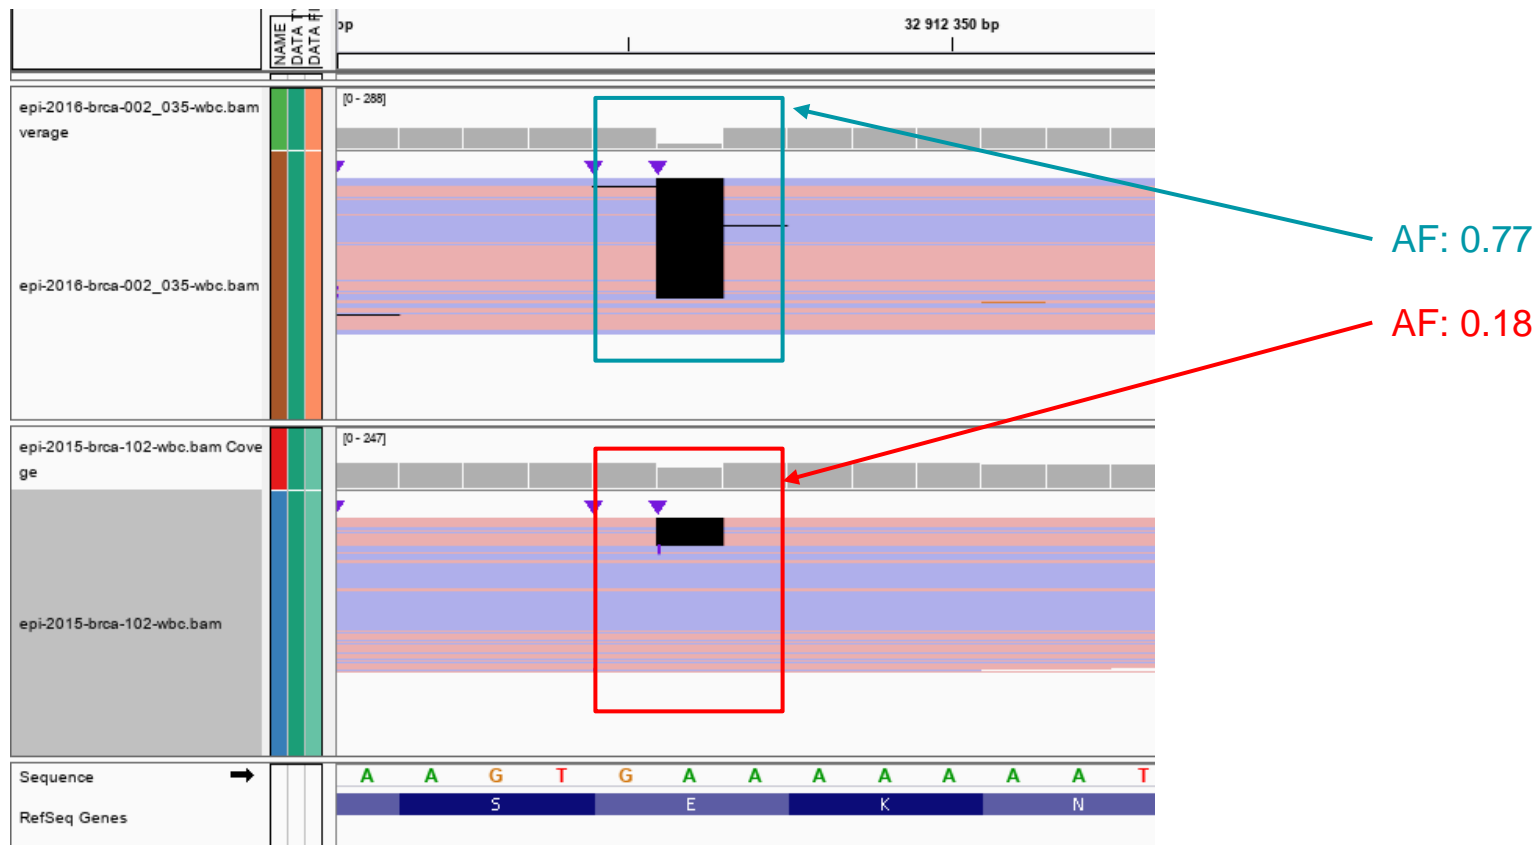 NAME
DATA T
DATA FI
bp
32 912 350 bp
epi-2016-brca-002_035-wbc.bam
verage
[0 - 288]
epi-2016-brca-002_035-wbc.bam
AF: 0.77
AF: 0.18
epi-2015-brca-102-wbc.bam Cove
ge
[0 - 247]
epi-2015-brca-102-wbc.bam
Sequence A A G T G A A A A A A A T
RefSeq Genes S E K N